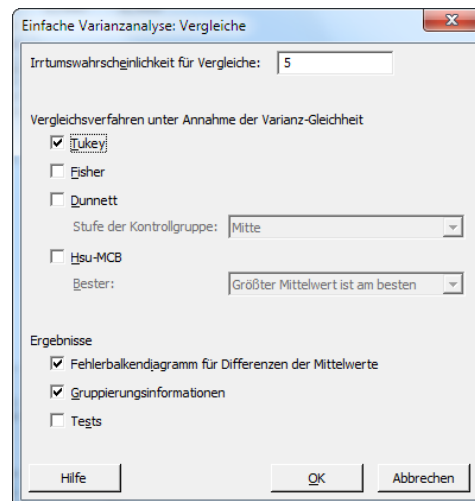 Einfache Varianzanalyse: Vergleiche
Irrtumswahrscheinlichkeit für Vergleiche: 5
Vergleichsverfahren unter Annahme der Varianz-Gleichheit
Tukey
Fisher
Dunnett
Stufe der Kontrollgruppe: Mitte
Hsu-MCB
Bester: Größter Mittelwert ist am besten
Ergebnisse
Fehlerbalkendiagramm für Differenzen der Mittelwerte
Gruppierungsinformationen
Tests
Hilfe OK Abbrechen